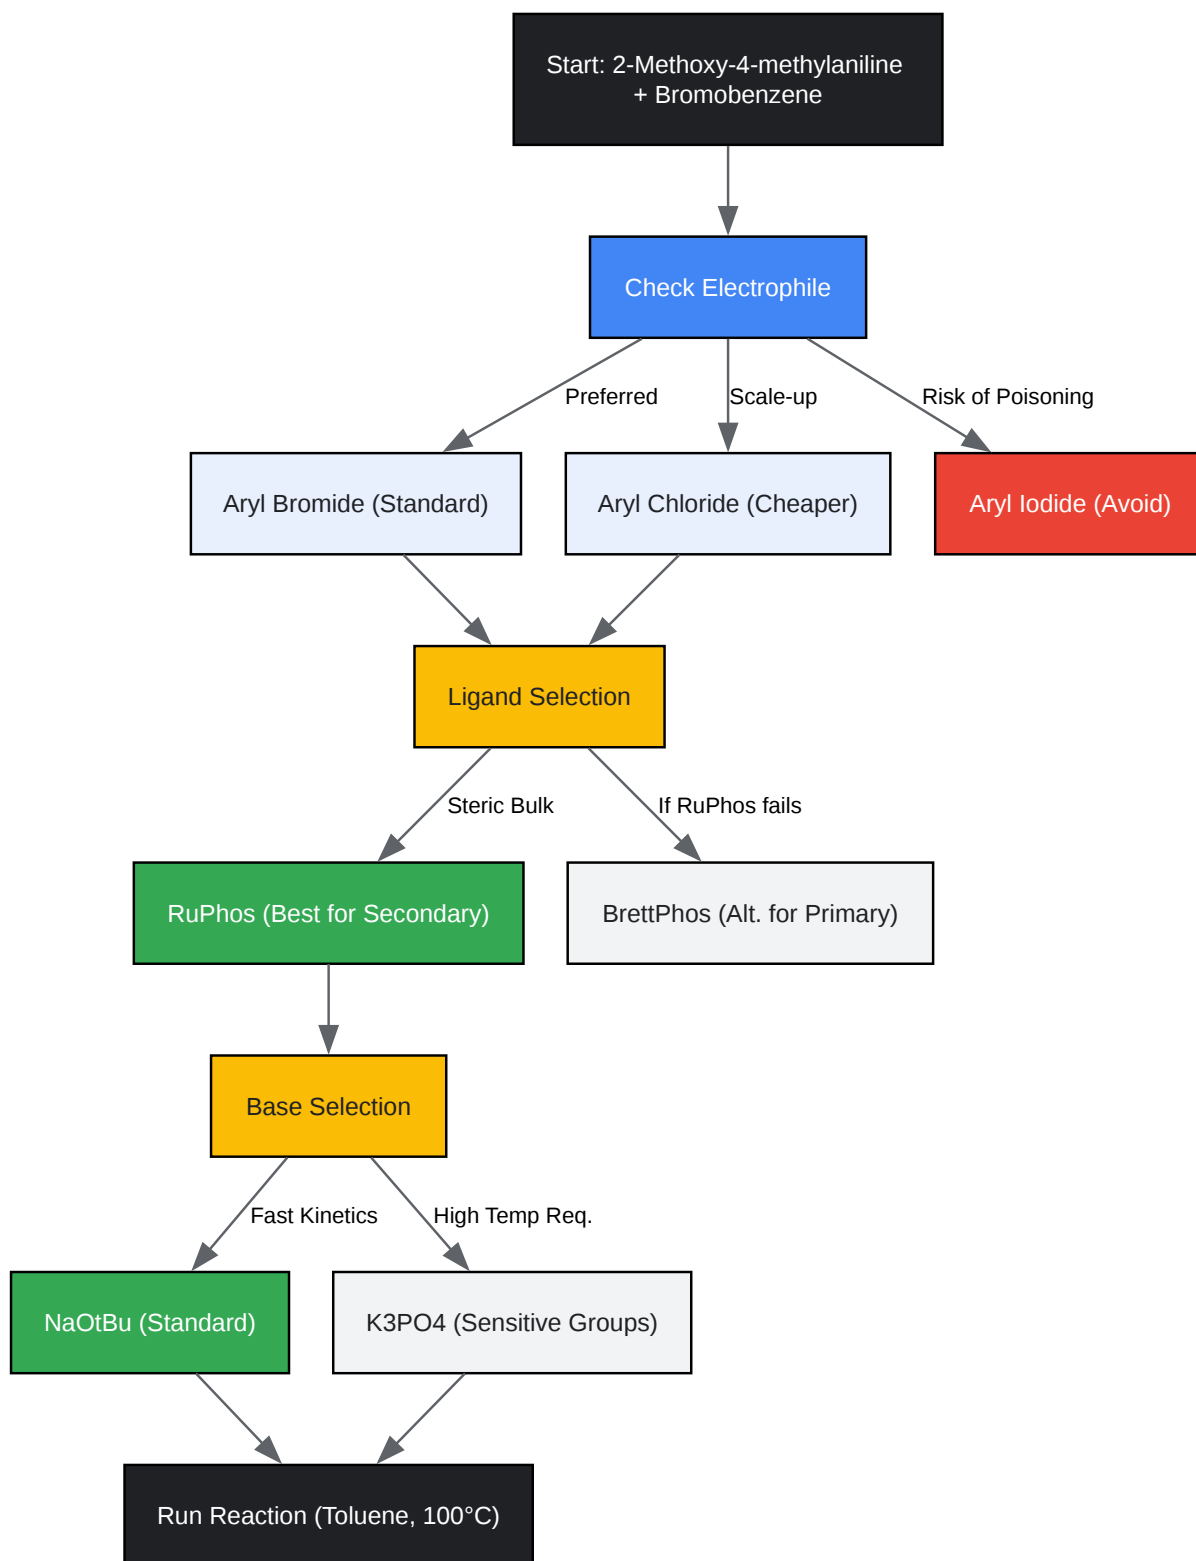 Start: 2-Methoxy-4-methylaniline
+ Bromobenzene
Check Electrophile
Preferred
Scale-up
Risk of Poisoning
Aryl Bromide (Standard)
Aryl Chloride (Cheaper)
Aryl Iodide (Avoid)
Ligand Selection
Steric Bulk
If RuPhos fails
RuPhos (Best for Secondary)
BrettPhos (Alt. for Primary)
Base Selection
Fast Kinetics
High Temp Req.
NaOtBu (Standard)
K3PO4 (Sensitive Groups)
Run Reaction (Toluene, 100°C)